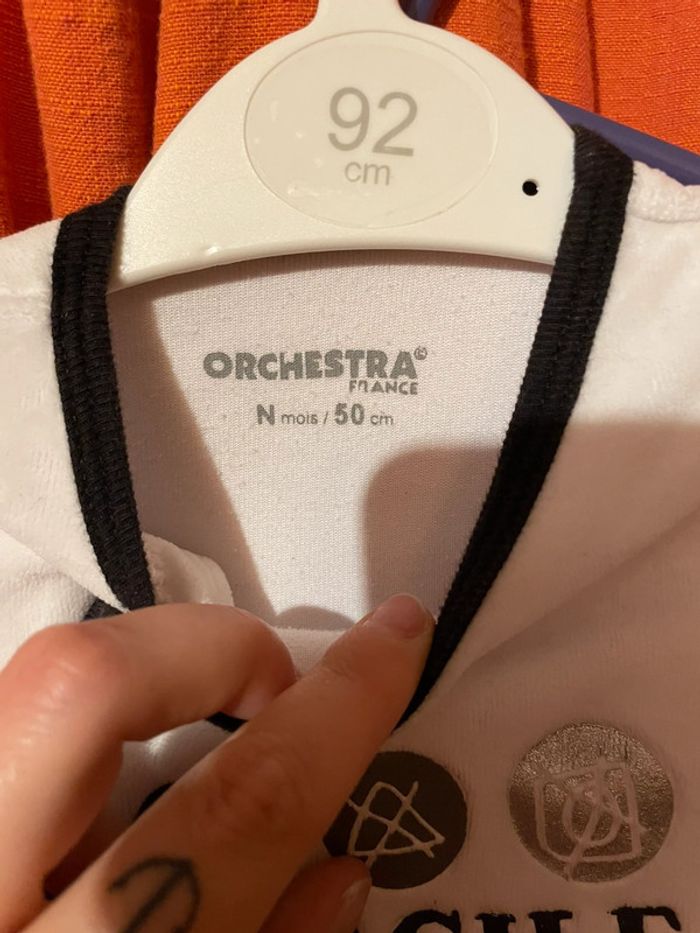 92
cm
ORCHESTRA®
FRANCE
N mois / 50 cm